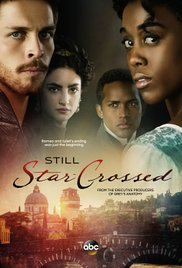 STILL
Star-Crossed
Romeo and Juliet's ending
was just the beginning.
FROM THE EXECUTIVE PRODUCERS
OF GREY'S ANATOMY
abc